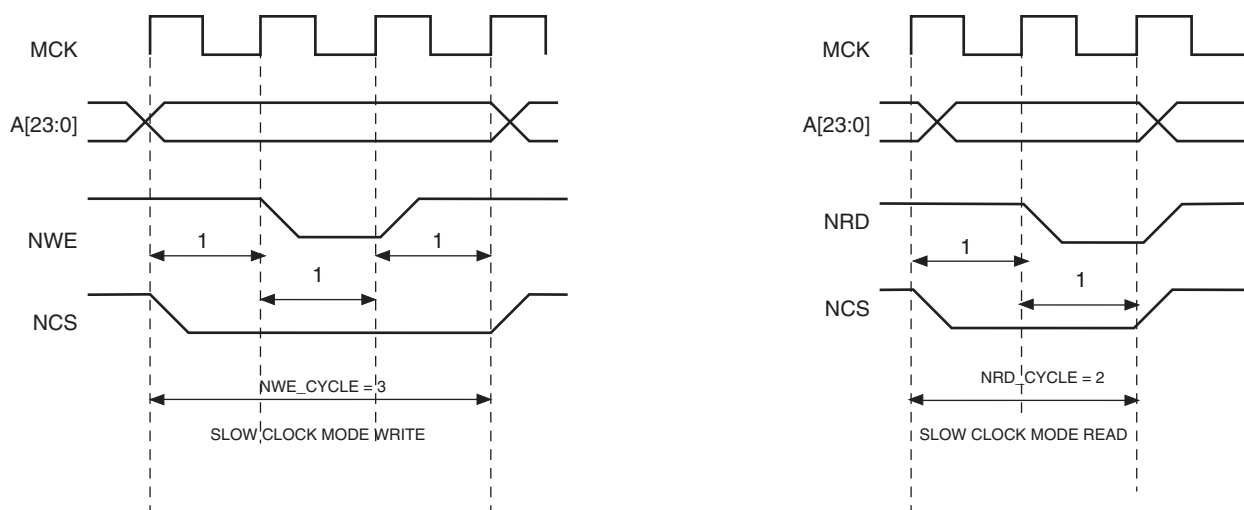 MCK
A[23:0]
NWE
1
1
1
NCS
NWE_CYCLE = 3
SLOW CLOCK MODE WRITE
MCK
A[23:0]
NRD
1
1
NCS
NRD_CYCLE = 2
SLOW CLOCK MODE READ